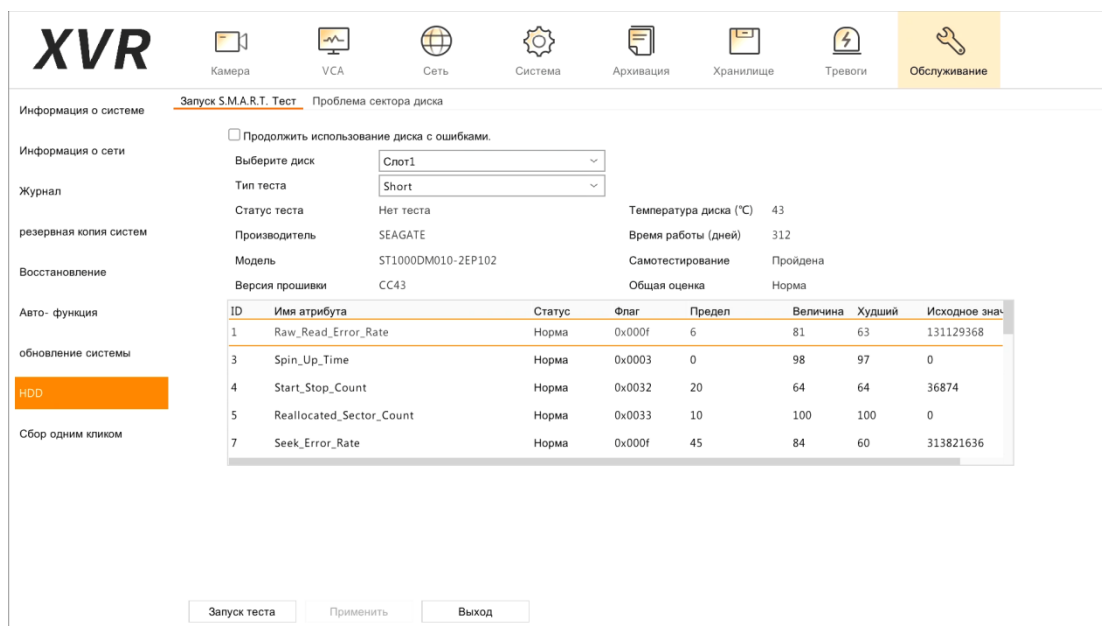 XVR
Камера VCA Сеть Система Архивация Хранилище Тревоги Обслуживание
Информация о системе
Информация о сети
Журнал
резервная копия систем
Восстановление
Авто- функция
обновление системы
HDD
Сбор одним кликом
Запуск S.M.A.R.T. Тест Проблема сектора диска
Продолжить использование диска с ошибками.
Выберите диск Слот1
Тип теста Short
Статус теста Нет теста Температура диска (℃) 43
Производитель SEAGATE Время работы (дней) 312
Модель ST1000DM010-2EP102 Самотестирование Пройдена
Версия прошивки CC43 Общая оценка Норма
ID Имя атрибута Статус Флаг Предел Величина Худший Исходное знач
1 Raw_Read_Error_Rate Норма 0x000f 6 81 63 131129368
3 Spin_Up_Time Норма 0x0003 0 98 97 0
4 Start_Stop_Count Норма 0x0032 20 64 64 36874
5 Reallocated_Sector_Count Норма 0x0033 10 100 100 0
7 Seek_Error_Rate Норма 0x000f 45 84 60 313821636
Запуск теста Применить Выход